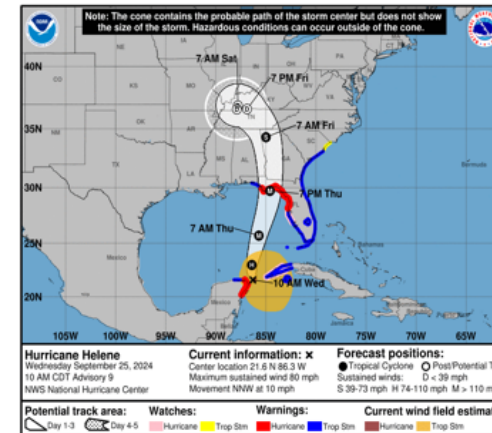 Note: The cone contains the probable path of the storm center but does not show
the size of the storm. Hazardous conditions can occur outside of the cone.
NOAA
7 AM Sat
40N
7 PM Fri
35N
7 AM Fri
S
Bermuda
30N
M
7 PM Thu
7 AM Thu
M
25N
M
Mexico
10 AM Wed
20N
Jamaica
105W 100W 95W 90W 85W 80W 75W 70W 65W
Hurricane Helene
Wednesday September 25, 2024
10 AM CDT Advisory 9
NWS National Hurricane Center
Current information: x
Center location 21.6 N 86.3 W
Maximum sustained wind 80 mph
Movement NNW at 10 mph
Forecast positions:
Tropical Cyclone Post/Potential T
Sustained winds: D < 39 mph
S 39-73 mph H 74-110 mph M > 110 m
Potential track area:
Day 1-3 Day 4-5
Watches:
Hurricane Trop Stm
Warnings:
Hurricane Trop Stm
Current wind field estima
Hurricane Trop Stm